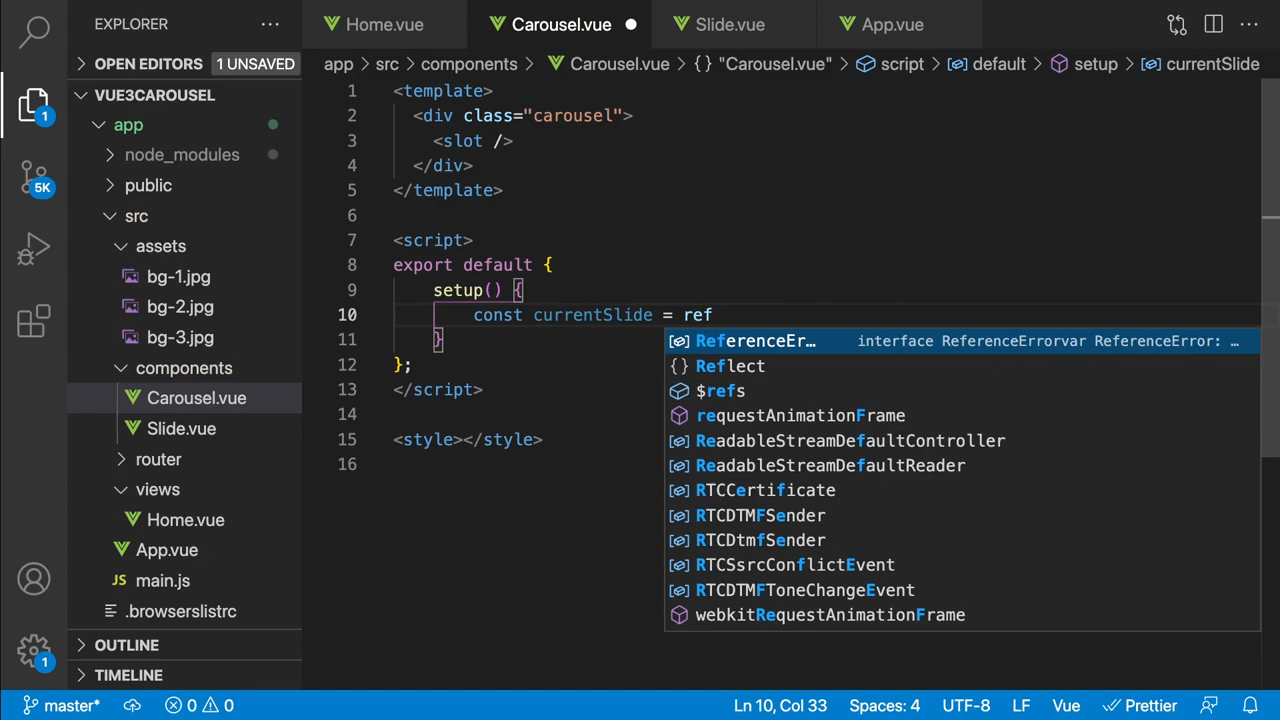 EXPLORER
OPEN EDITORS 1 UNSAVED
VUE3CAROUSEL
app
node_modules
public
src
assets
bg-1.jpg
bg-2.jpg
bg-3.jpg
components
Carousel.vue
Slide.vue
router
views
Home.vue
App.vue
JS main.js
.browserslistrc
OUTLINE
TIMELINE
1
5K
1
Home.vue Carousel.vue Slide.vue App.vue
app > src > components > Carousel.vue > {} "Carousel.vue" > script > default > setup > currentSlide
1 <template>
2 <div class="carousel">
3 <slot />
4 </div>
5 </template>
6
7 <script>
8 export default {
9 setup() {
10 const currentSlide = ref
11 }
12 };
13 </script>
14
15 <style></style>
16
ReferenceEr… interface ReferenceErrorvar ReferenceError: …
{} Reflect
$refs
requestAnimationFrame
ReadableStreamDefaultController
ReadableStreamDefaultReader
RTCCertificate
RTCDTMFSender
RTCDtmfSender
RTCSsrcConflictEvent
RTCDTMFToneChangeEvent
webkitRequestAnimationFrame
master* 0 0 Ln 10, Col 33 Spaces: 4 UTF-8 LF Vue Prettier